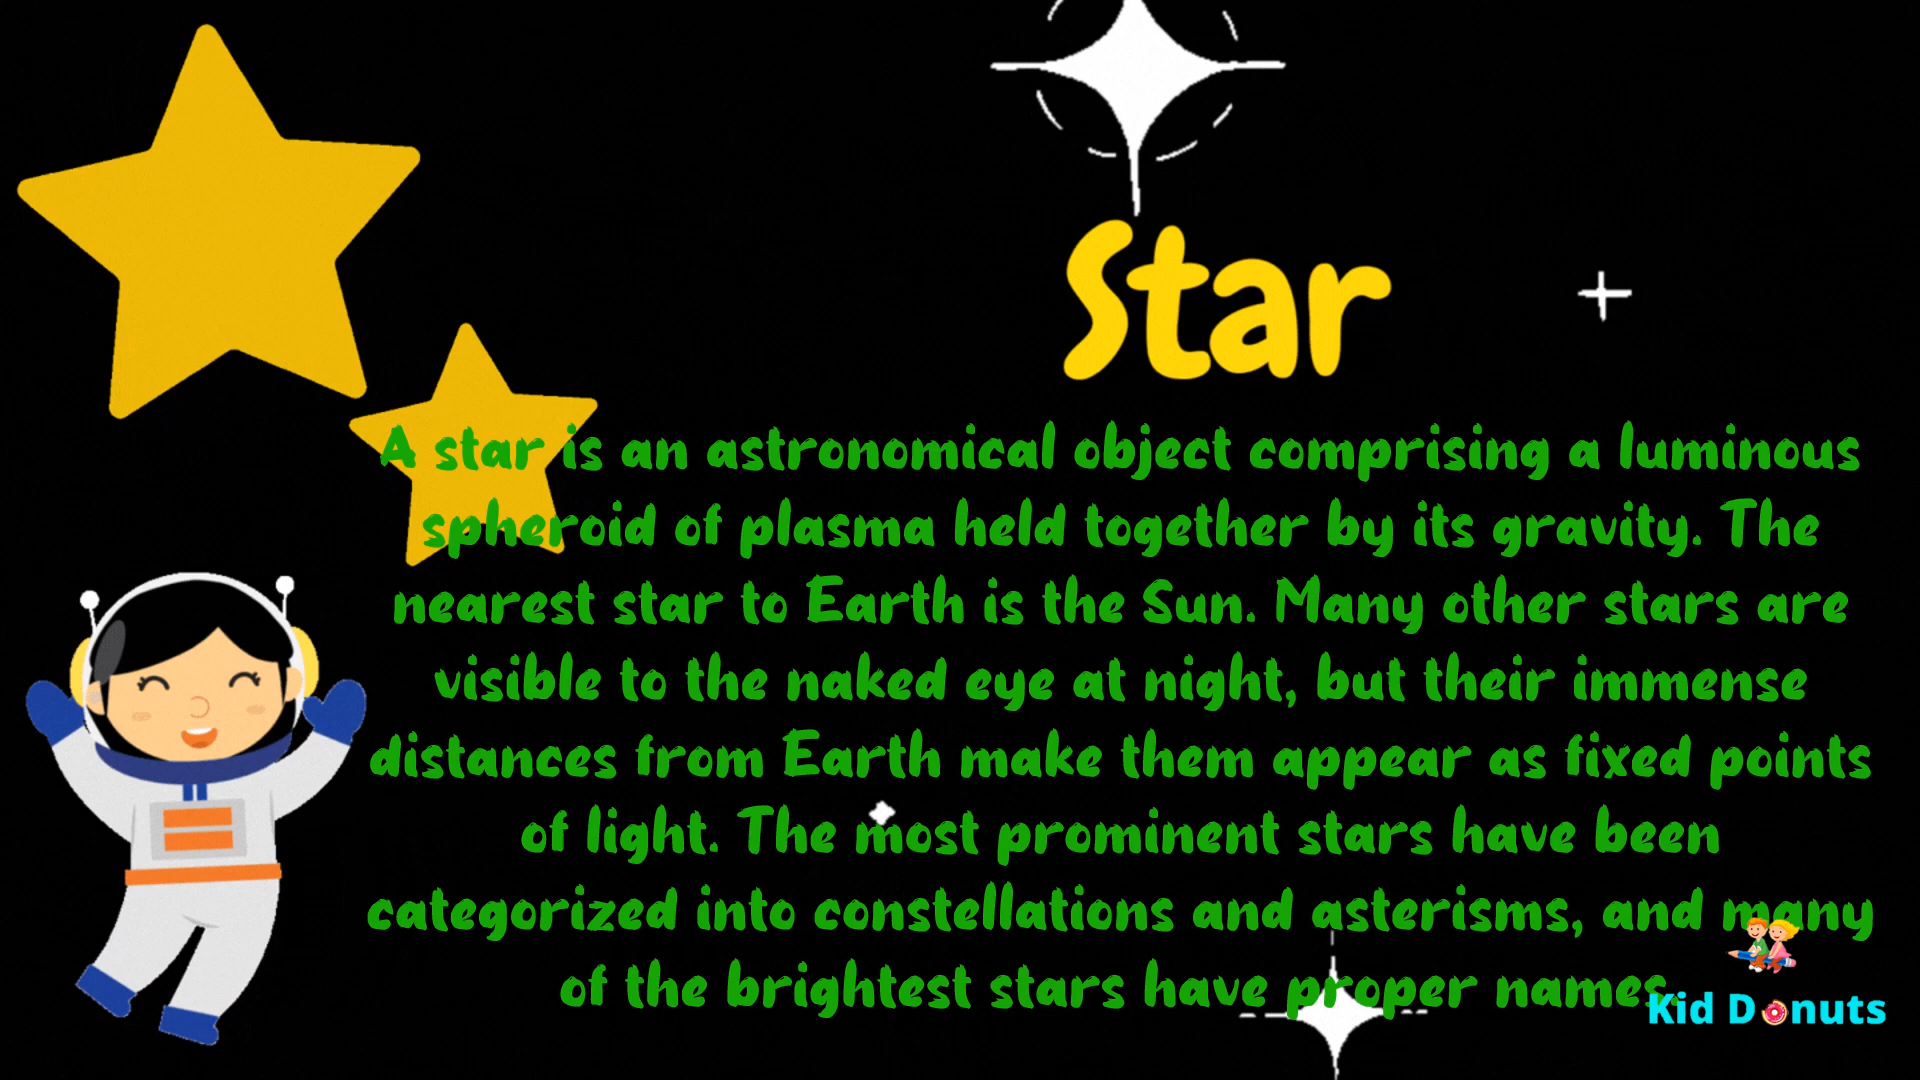 Star
A star is an astronomical object comprising a luminous
spheroid of plasma held together by its gravity. The
nearest star to Earth is the Sun. Many other stars are
visible to the naked eye at night, but their immense
distances from Earth make them appear as fixed points
of light. The most prominent stars have been
categorized into constellations and asterisms, and many
of the brightest stars have proper names.
Kid Donuts